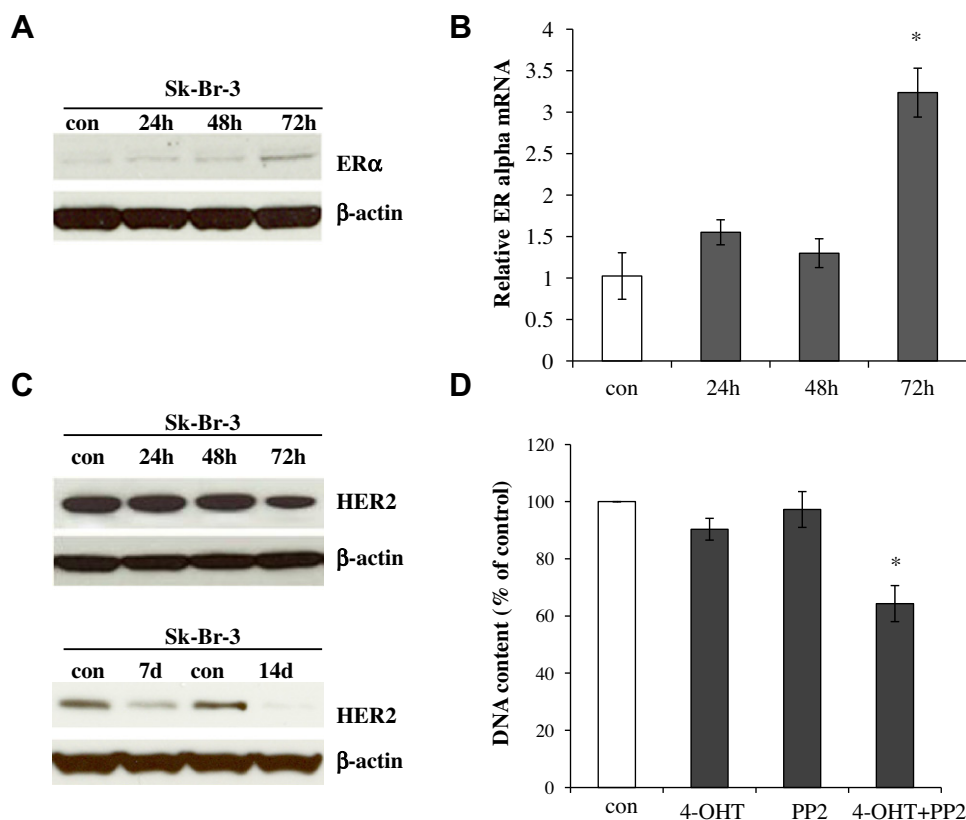 A
Sk-Br-3
con 24h 48h 72h
ERα
β-actin
B
Relative ER alpha mRNA
4
3.5
3
2.5
2
1.5
1
0.5
0
*
con 24h 48h 72h
C
Sk-Br-3
con 24h 48h 72h
HER2
β-actin
Sk-Br-3
con 7d con 14d
HER2
β-actin
D
DNA content (% of control)
120
100
80
60
40
20
0
*
con 4-OHT PP2 4-OHT+PP2